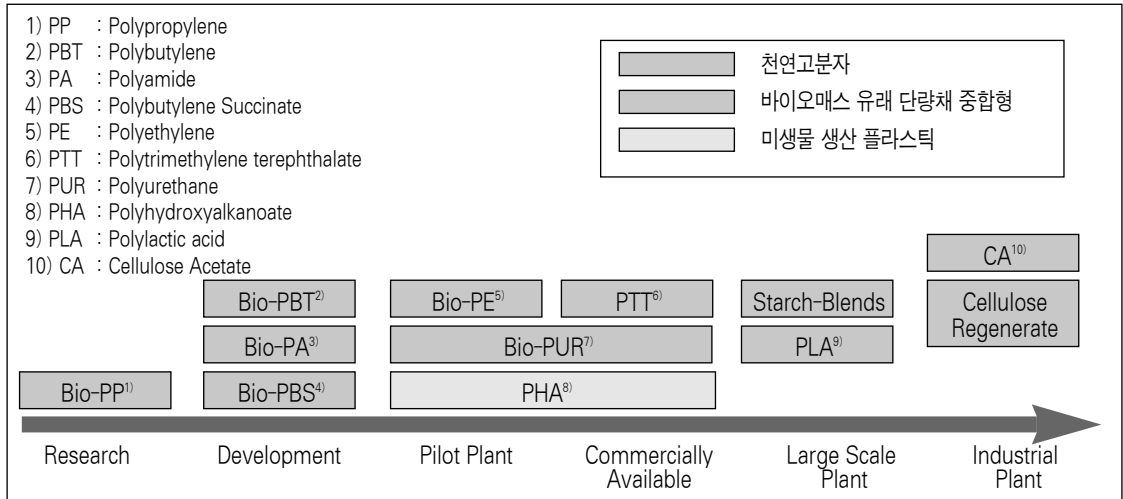 1) PP : Polypropylene
2) PBT : Polybutylene
3) PA : Polyamide
4) PBS : Polybutylene Succinate
5) PE : Polyethylene
6) PTT : Polytrimethylene terephthalate
7) PUR : Polyurethane
8) PHA : Polyhydroxyalkanoate
9) PLA : Polylactic acid
10) CA : Cellulose Acetate
천연고분자
바이오매스 유래 단량채 중합형
미생물 생산 플라스틱
CA10)
Bio-PBT2)
Bio-PE5)
PTT6)
Starch-Blends
Cellulose
Regenerate
Bio-PA3)
Bio-PUR7)
PLA9)
Bio-PP1)
Bio-PBS4)
PHA8)
Research
Development
Pilot Plant
Commercially
Available
Large Scale
Plant
Industrial
Plant